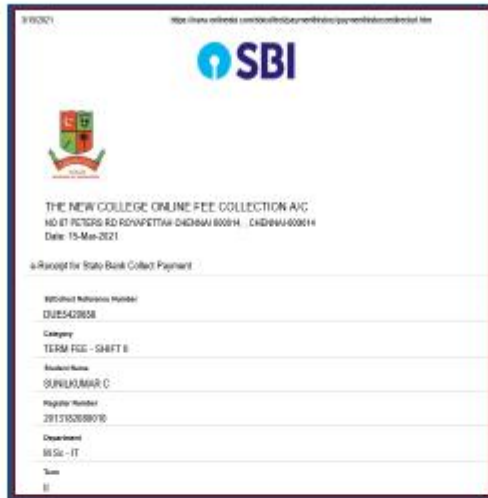 3/15/2021
SBI
THE NEW COLLEGE ONLINE FEE COLLECTION A/C
NO 87 PETERS RD ROYAPETTAH CHENNAI 600014, , CHENNAI-600014
Date: 15-Mar-2021
e-Receipt for State Bank Collect Payment
SBCollect Reference Number
DUE5420658
Category
TERM FEE - SHIFT II
Student Name
SUNILKUMAR C
Register Number
Department
M.Sc - IT
Term
II